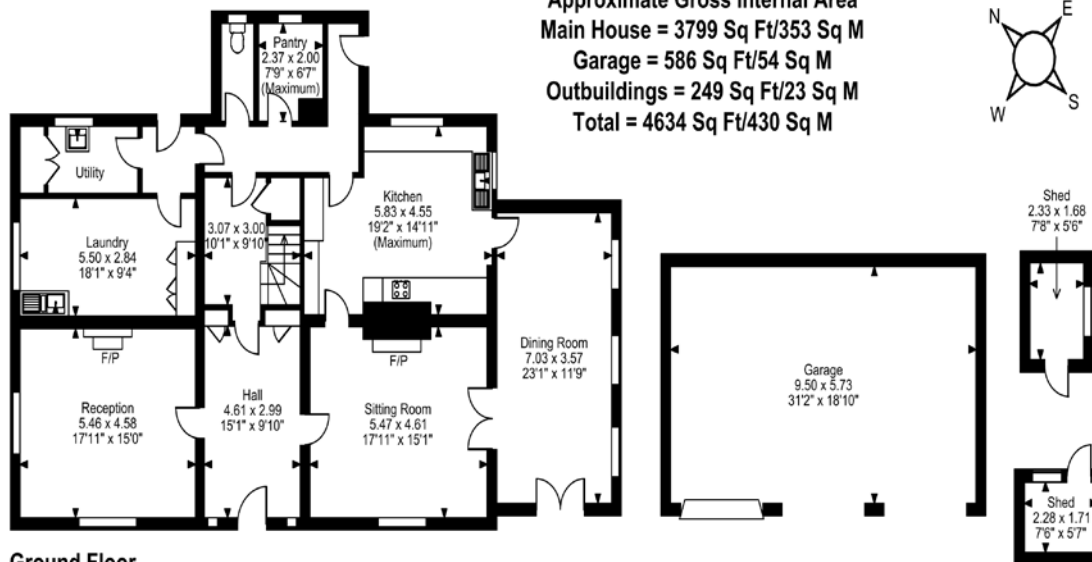 Approximate Gross Internal Area
Main House = 3799 Sq Ft/353 Sq M
Garage = 586 Sq Ft/54 Sq M
Outbuildings = 249 Sq Ft/23 Sq M
Total = 4634 Sq Ft/430 Sq M
N
E
W
S
Pantry
2.37 x 2.00
7'9" x 6'7"
(Maximum)
Utility
Kitchen
5.83 x 4.55
19'2" x 14'11"
(Maximum)
Laundry
5.50 x 2.84
18'1" x 9'4"
3.07 x 3.00
10'1" x 9'10"
F/P
Reception
5.46 x 4.58
17'11" x 15'0"
Hall
4.61 x 2.99
15'1" x 9'10"
F/P
Sitting Room
5.47 x 4.61
17'11" x 15'1"
Dining Room
7.03 x 3.57
23'1" x 11'9"
Garage
9.50 x 5.73
31'2" x 18'10"
Shed
2.33 x 1.68
7'8" x 5'6"
Shed
2.28 x 1.71
7'6" x 5'7"
Ground Floor